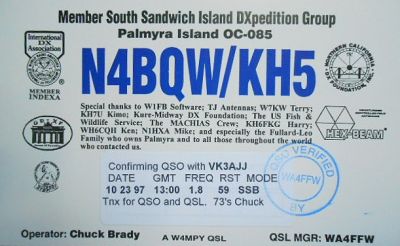 Member South Sandwich Island DXpedition Group
Palmyra Island OC-085
INTERNATIONAL
DX
Association
MEMBER
INDEXA
N4BQW/KH5
SOUTHERN CALIFORNIA
FOUNDATION, INC.
Special thanks to W1FB Software; TJ Antennas; W7KW Terry;
KH7U Kimo; Kure-Midway DX Foundation; The US Fish &
Wildlife Service; The MACHIAS Crew; KH6FKG Harry;
WH6CQH Ken; N1HXA Mike; and especially the Fullard-Leo
Family who owns Palmyra and to all those throughout the world
who contacted us.
HEX-BEAM
Confirming QSO with VK3AJJ
DATE GMT FREQ RST MODE
10 23 97 13:00 1.8 59 SSB
Tnx for QSO and QSL. 73's Chuck
QSO VERIFIED
WA4FFW
BY
Operator: Chuck Brady
A W4MPY QSL
QSL MGR: WA4FFW